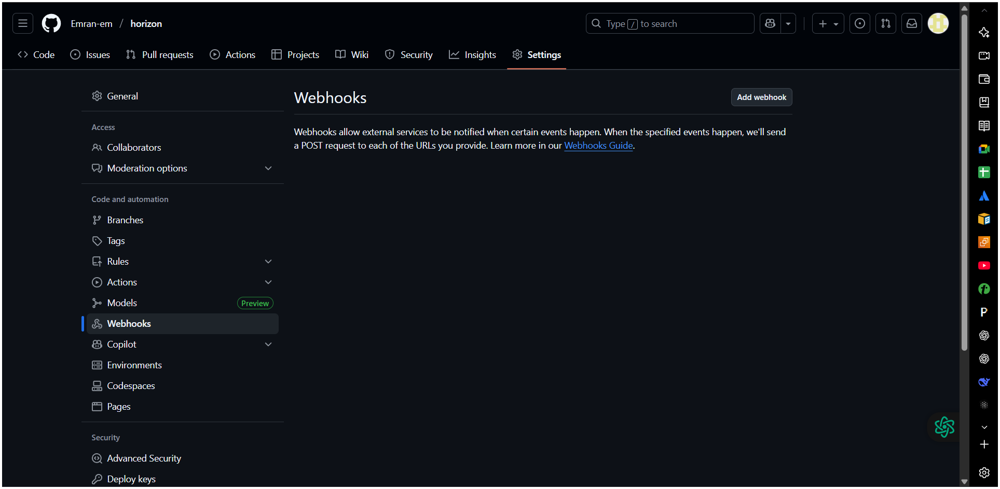 Emran-em / horizon
Type / to search
Code
Issues
Pull requests
Actions
Projects
Wiki
Security
Insights
Settings
General
Access
Collaborators
Moderation options
Code and automation
Branches
Tags
Rules
Actions
Models Preview
Webhooks
Copilot
Environments
Codespaces
Pages
Security
Advanced Security
Deploy keys
Webhooks
Add webhook
Webhooks allow external services to be notified when certain events happen. When the specified events happen, we'll send
a POST request to each of the URLs you provide. Learn more in our Webhooks Guide.
P